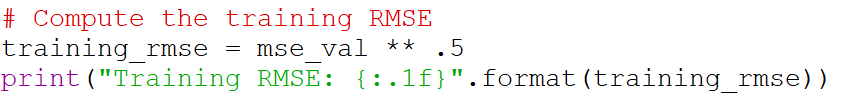 # Compute the training RMSE
training_rmse = mse_val ** .5
print("Training RMSE: {:.1f}".format(training_rmse))